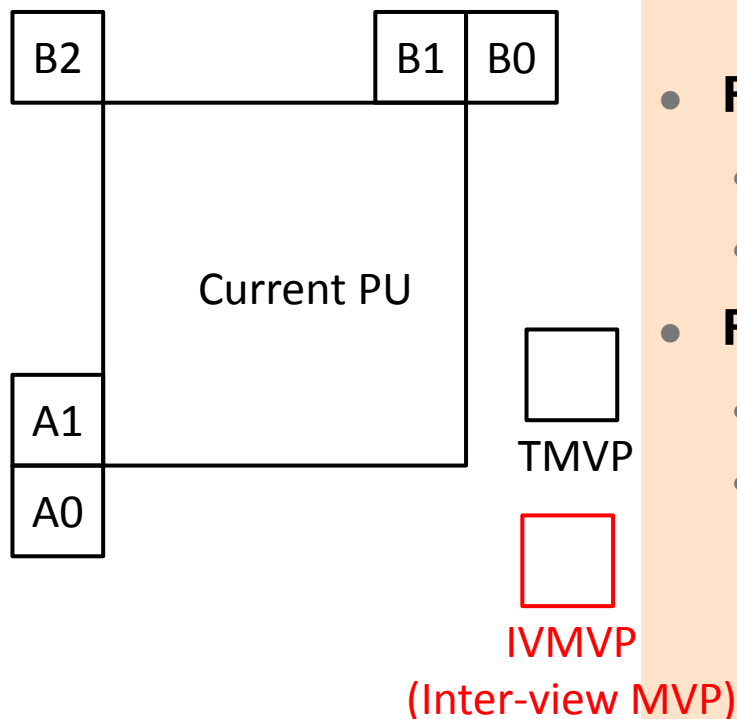 B2
B1
B0
Current PU
A1
A0
TMVP
IVMVP
(Inter-view MVP)